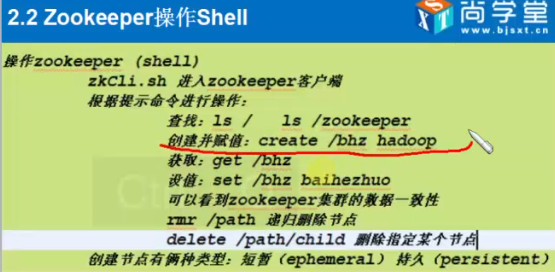 2.2 Zookeeper操作Shell
尚学堂
www.bjsxt.cn
操作zookeeper (shell)
zkCli.sh 进入zookeeper客户端
根据提示命令进行操作:
查找: ls / ls /zookeeper
创建并赋值: create /bhz hadoop
获取: get /bhz
设值: set /bhz baihezhuo
可以看到zookeeper集群的数据一致性
rmr /path 递归删除节点
delete /path/child 删除指定某个节点
创建节点有俩种类型: 短暂 (ephemeral) 持久 (persistent)